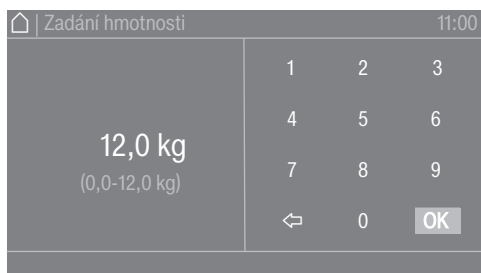 | Zadání hmotnosti 11:00
1 2 3
4 5 6
12,0 kg
(0,0-12,0 kg)
7 8 9
0 OK